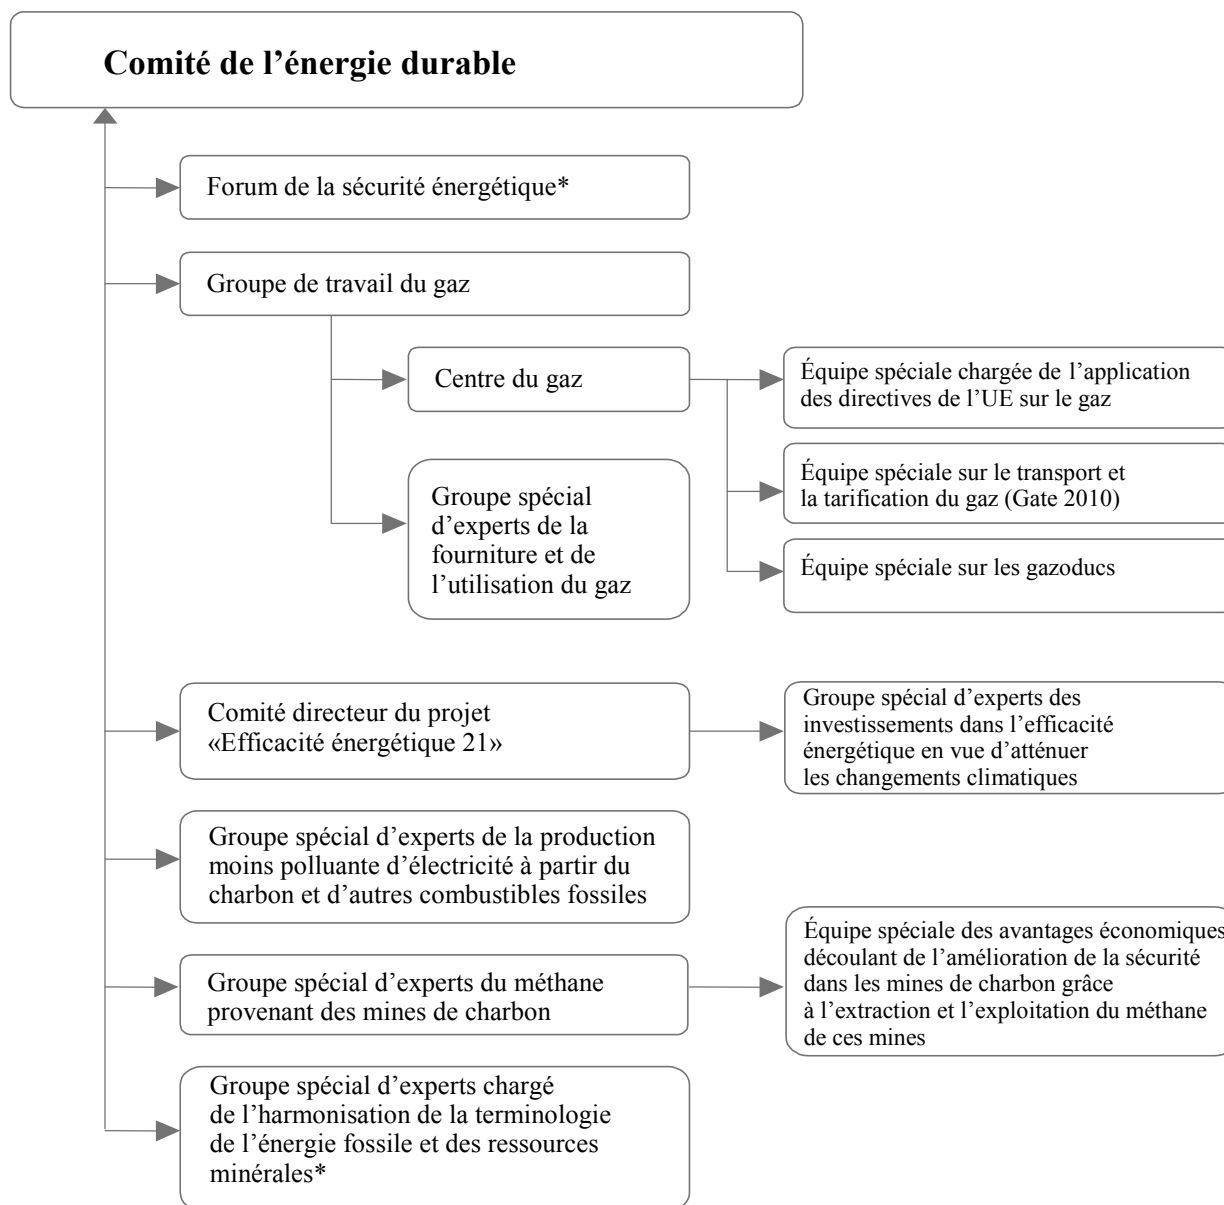 Comité de l’énergie durable
Forum de la sécurité énergétique*
Groupe de travail du gaz
Centre du gaz
Équipe spéciale chargée de l’application
des directives de l’UE sur le gaz
Équipe spéciale sur le transport et
la tarification du gaz (Gate 2010)
Équipe spéciale sur les gazoducs
Groupe spécial
d’experts de la
fourniture et de
l’utilisation du gaz
Comité directeur du projet
«Efficacité énergétique 21»
Groupe spécial d’experts des
investissements dans l’efficacité
énergétique en vue d’atténuer
les changements climatiques
Groupe spécial d’experts de la production
moins polluante d’électricité à partir du
charbon et d’autres combustibles fossiles
Groupe spécial d’experts du méthane
provenant des mines de charbon
Équipe spéciale des avantages économiques
découlant de l’amélioration de la sécurité
dans les mines de charbon grâce
à l’extraction et l’exploitation du méthane
de ces mines
Groupe spécial d’experts chargé
de l’harmonisation de la terminologie
de l’énergie fossile et des ressources
minérales*